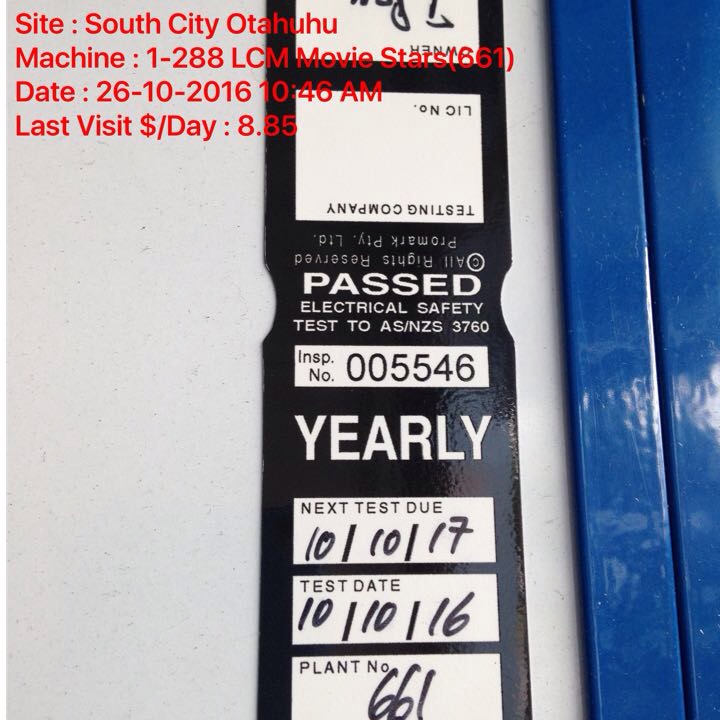 Site : South City Otahuhu
Machine : 1-288 LCM Movie Stars(661)
Date : 26-10-2016 10:46 AM
Last Visit $/Day : 8.85
OWNER
LIC No.
TESTING COMPANY
Promark Pty. Ltd.
©All Rights Reserved
PASSED
ELECTRICAL SAFETY
TEST TO AS/NZS 3760
Insp.
No. 005546
YEARLY
NEXT TEST DUE
10/10/17
TEST DATE
10/10/16
PLANT No
661